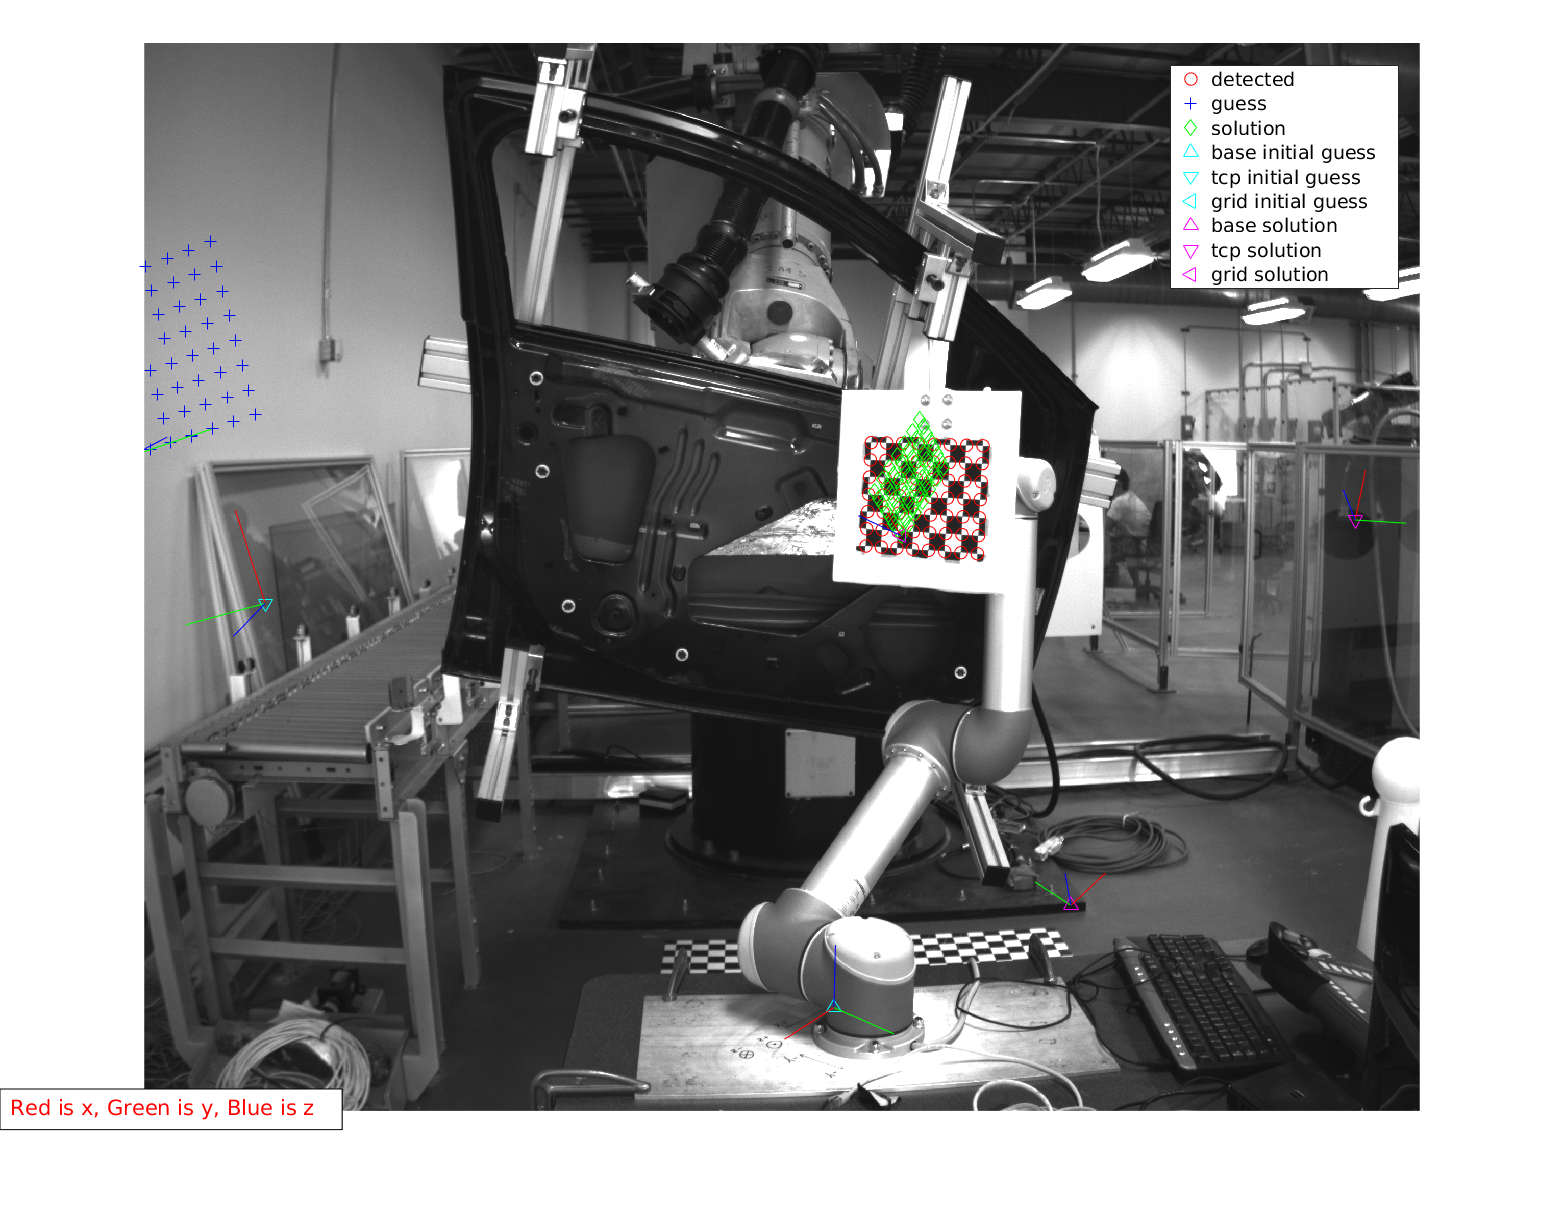 detected
guess
solution
base initial guess
tcp initial guess
grid initial guess
base solution
tcp solution
grid solution
Red is x, Green is y, Blue is z